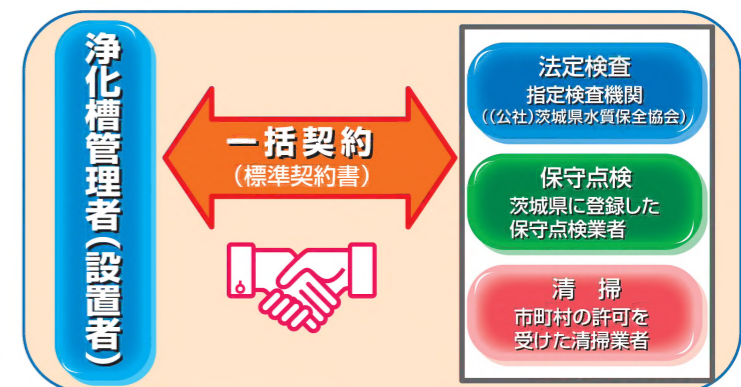 浄化槽管理者(設置者)
一括契約
(標準契約書)
法定検査
指定検査機関
((公社)茨城県水質保全協会)
保守点検
茨城県に登録した
保守点検業者
清 掃
市町村の許可を
受けた清掃業者